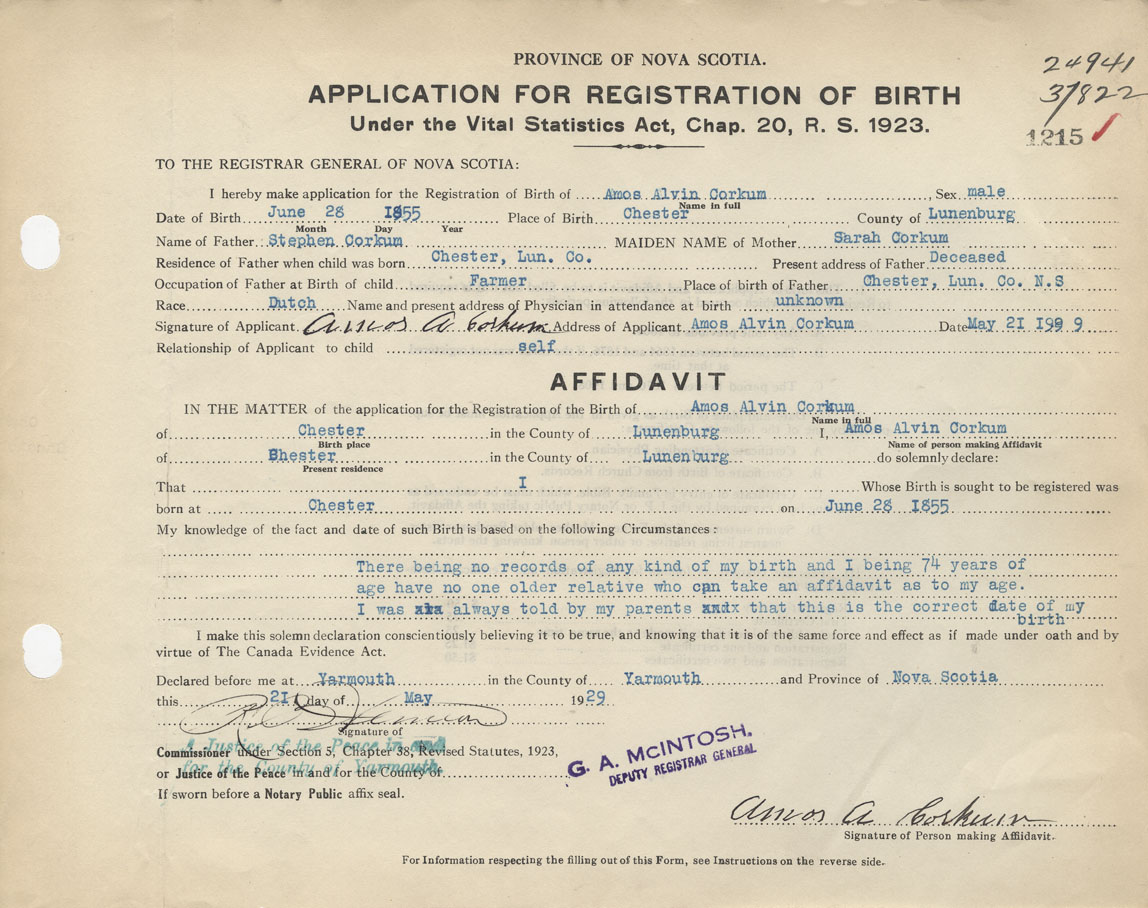 PROVINCE OF NOVA SCOTIA.
24941
37822
1215
APPLICATION FOR REGISTRATION OF BIRTH
Under the Vital Statistics Act, Chap. 20, R. S. 1923.
TO THE REGISTRAR GENERAL OF NOVA SCOTIA:
I hereby make application for the Registration of Birth of Amos Alvin Corkum Sex male
Name in full
Date of Birth June 28 1855 Place of Birth Chester County of Lunenburg
Month Day Year
Name of Father Stephen Corkum MAIDEN NAME of Mother Sarah Corkum
Residence of Father when child was born Chester, Lun. Co. Present address of Father Deceased
Occupation of Father at Birth of child Farmer Place of birth of Father Chester, Lun. Co. N.S
Race Dutch Name and present address of Physician in attendance at birth unknown
Signature of Applicant Amos A Corkum Address of Applicant Amos Alvin Corkum Date May 21 1999
Relationship of Applicant to child self
AFFIDAVIT
IN THE MATTER of the application for the Registration of the Birth of Amos Alvin Corkum
Name in full
of Chester in the County of Lunenburg I, Amos Alvin Corkum
Birth place Name of person making Affidavit
of Bhester in the County of Lunenburg do solemnly declare:
Present residence
That I Whose Birth is sought to be registered was
born at Chester on June 28 1855
My knowledge of the fact and date of such Birth is based on the following Circumstances:
There being no records of any kind of my birth and I being 74 years of
age have no one older relative who can take an affidavit as to my age.
I was always told by my parents that this is the correct date of my
birth
I make this solemn declaration conscientiously believing it to be true, and knowing that it is of the same force and effect as if made under oath and by
virtue of The Canada Evidence Act.
Declared before me at Yarmouth in the County of Yarmouth and Province of Nova Scotia
this 21 day of May 1929
Signature of
A Justice of the Peace in and
Commissioner under Section 5, Chapter 38, Revised Statutes, 1923,
for the County of Yarmouth
or Justice of the Peace in and for the County of
If sworn before a Notary Public affix seal.
G. A. McINTOSH.
DEPUTY REGISTRAR GENERAL
Amos A Corkum
Signature of Person making Affidavit.
For Information respecting the filling out of this Form, see Instructions on the reverse side.